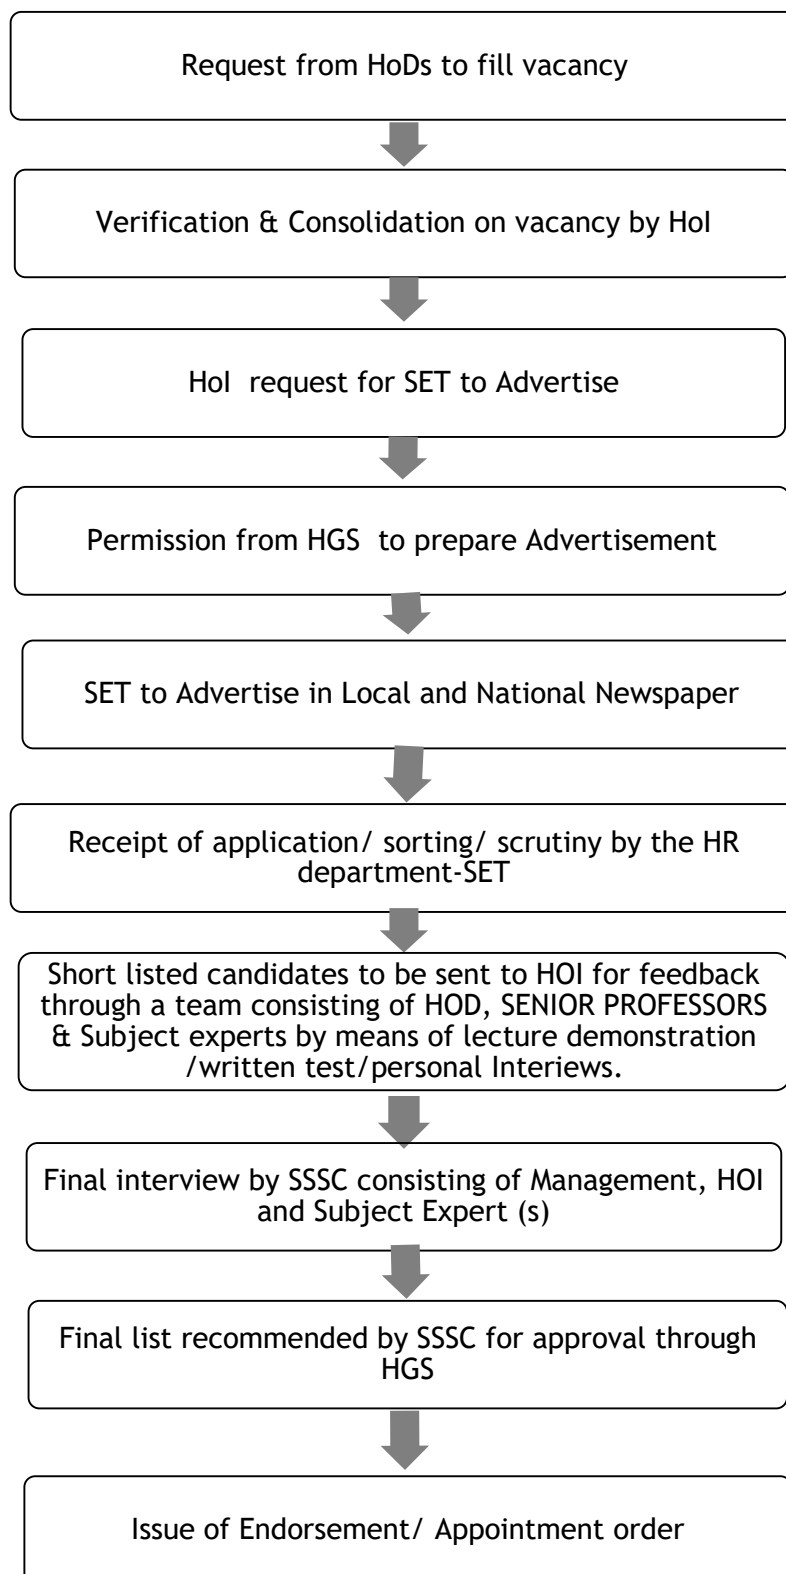 Request from HoDs to fill vacancy
Verification & Consolidation on vacancy by HoI
HoI  request for SET to Advertise
Permission from HGS  to prepare Advertisement
SET to Advertise in Local and National Newspaper
Receipt of application/ sorting/ scrutiny by the HR
department-SET
Short listed candidates to be sent to HOI for feedback
through a team consisting of HOD, SENIOR PROFESSORS
& Subject experts by means of lecture demonstration
/written test/personal Interiews.
Final interview by SSSC consisting of Management, HOI
and Subject Expert (s)
Final list recommended by SSSC for approval through
HGS
Issue of Endorsement/ Appointment order